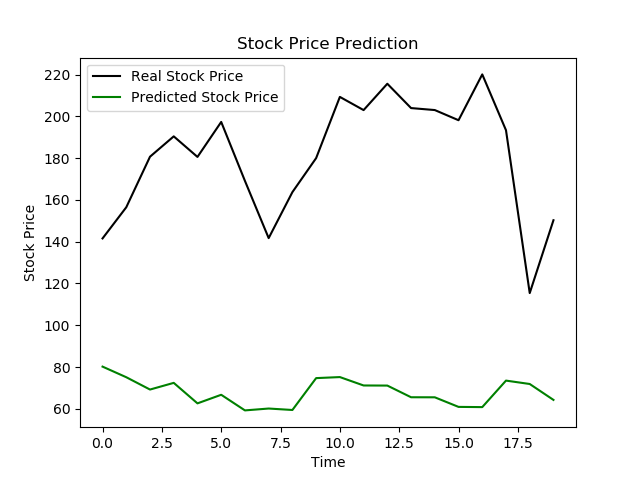 Stock Price Prediction
Real Stock Price
Predicted Stock Price
220
200
180
160
140
120
100
80
60
Stock Price
0.0 2.5 5.0 7.5 10.0 12.5 15.0 17.5
Time